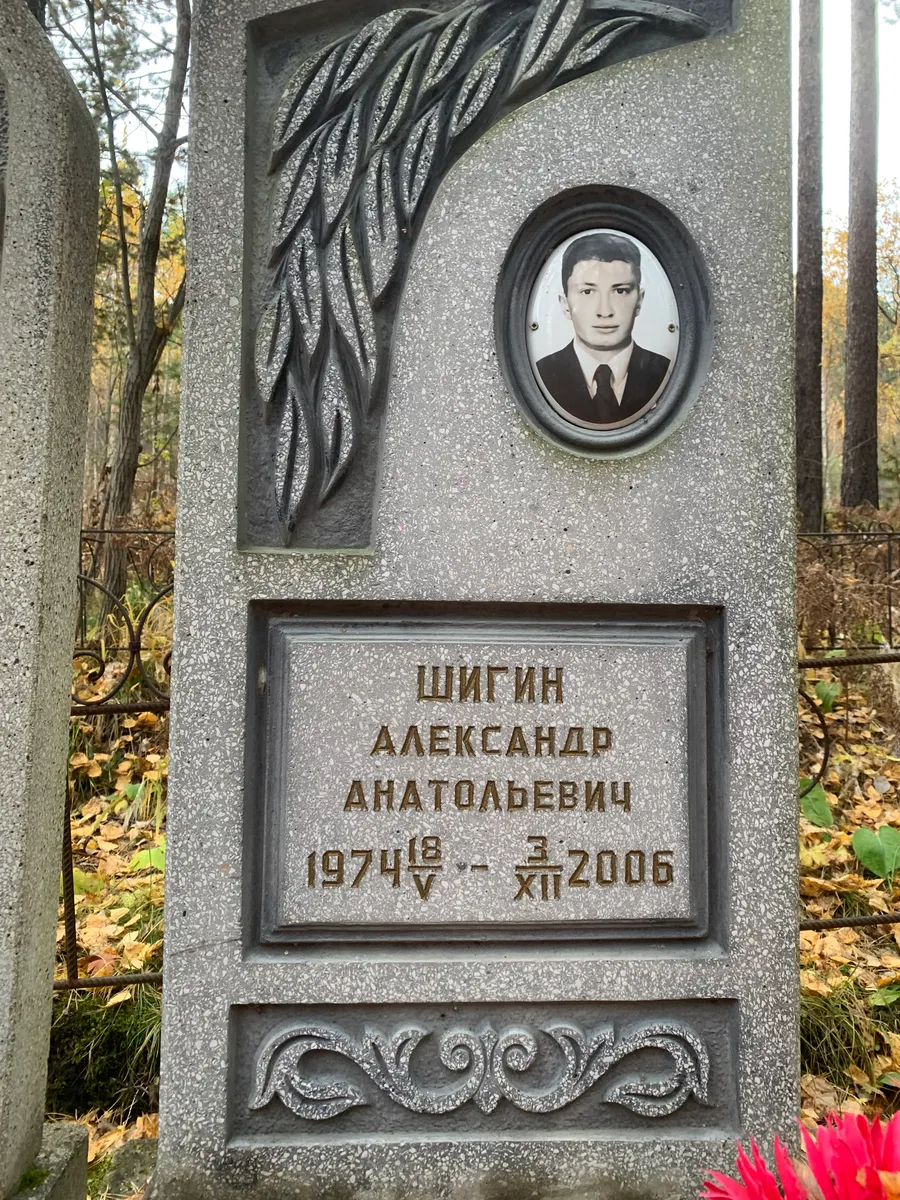 ШИГИН
АЛЕКСАНДР
АНАТОЛЬЕВИЧ
1974 18/V - 3/XII 2006